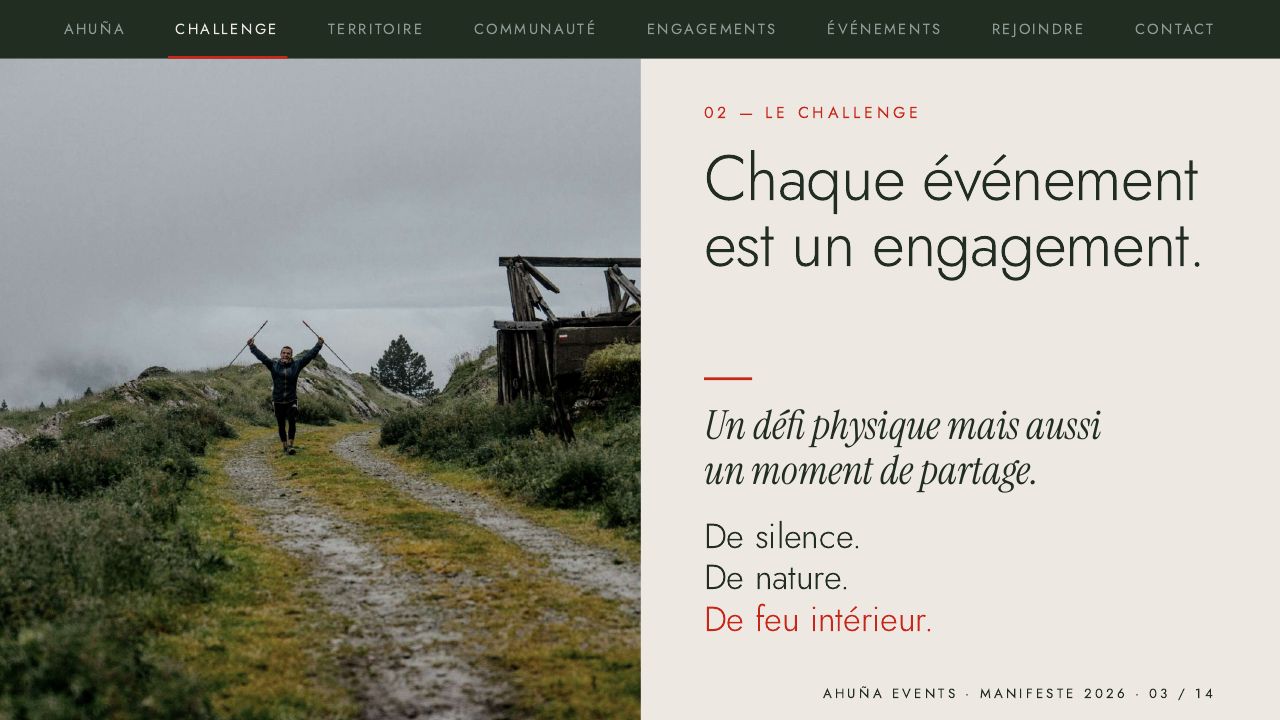 AHUÑA CHALLENGE TERRITOIRE COMMUNAUTÉ ENGAGEMENTS ÉVÉNEMENTS REJOINDRE CONTACT
02 — LE CHALLENGE
Chaque événement
est un engagement.
Un défi physique mais aussi
un moment de partage.
De silence.
De nature.
De feu intérieur.
AHUÑA EVENTS · MANIFESTE 2026 · 03 / 14